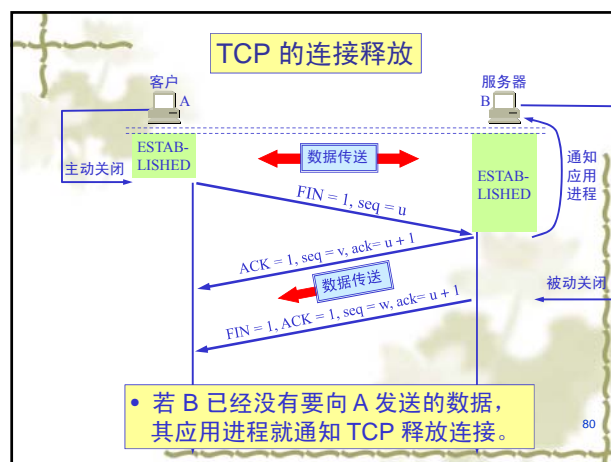 TCP 的连接释放
客户
A
服务器
B
ESTAB-
LISHED
主动关闭
数据传送
ESTAB-
LISHED
通知
应用
进程
FIN = 1, seq = u
ACK = 1, seq = v, ack= u + 1
数据传送
被动关闭
FIN = 1, ACK = 1, seq = w, ack= u + 1
• 若 B 已经没有要向 A 发送的数据，
其应用进程就通知 TCP 释放连接。
80